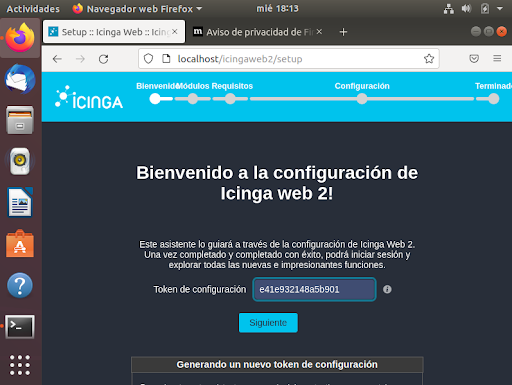 Actividades
Navegador web Firefox
mié 18:13
Setup :: Icinga Web :: Icin
Aviso de privacidad de Fi
localhost/icingaweb2/setup
iCINGA
Bienvenido Módulos Requisitos Configuración Terminado
Bienvenido a la configuración de
Icinga web 2!
Este asistente lo guiará a través de la configuración de Icinga Web 2.
Una vez completado y completado con éxito, podrá iniciar sesión y
explorar todas las nuevas e impresionantes funciones.
Token de configuración e41e932148a5b901
Siguiente
Generando un nuevo token de configuración